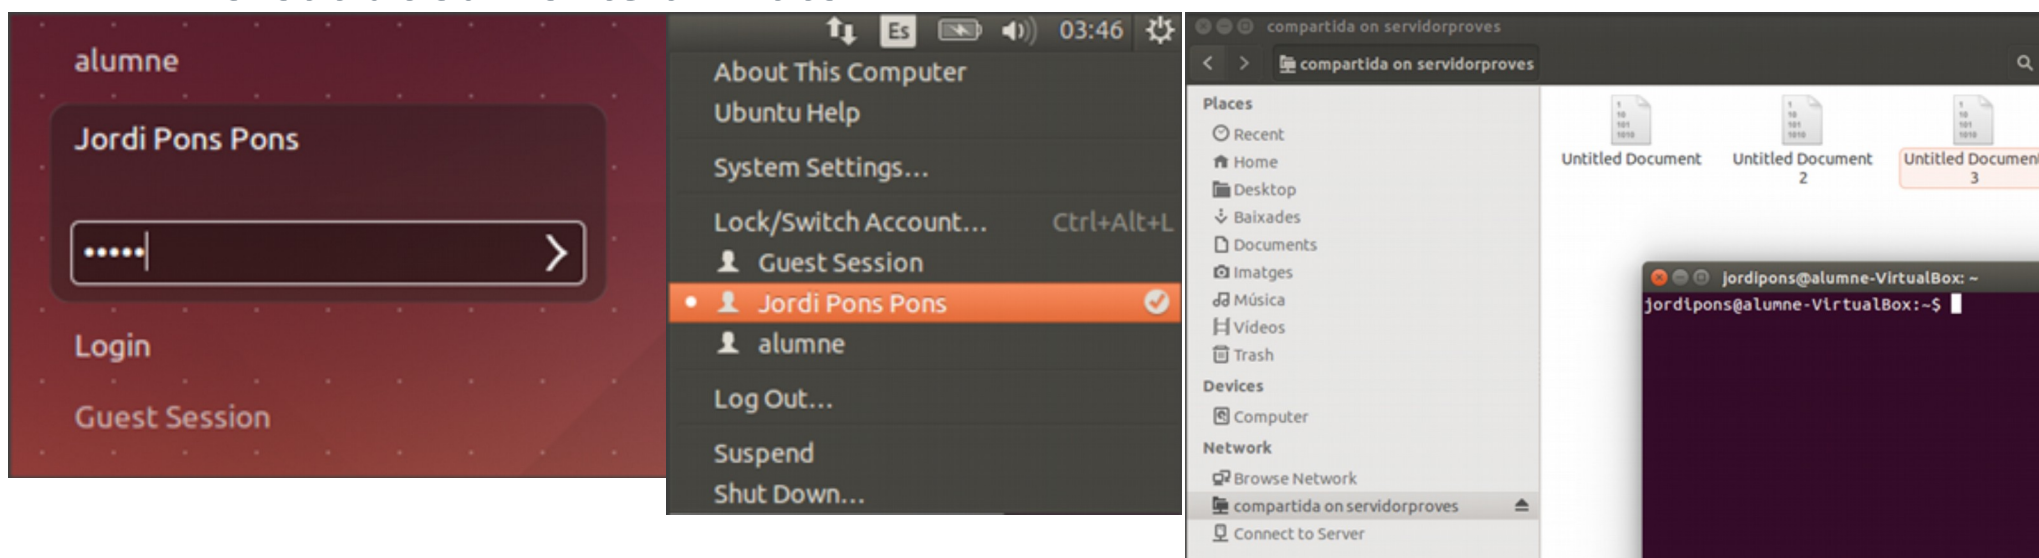 alumne
Jordi Pons Pons
Login
Guest Session
Es
03:46
About This Computer
Ubuntu Help
System Settings...
Lock/Switch Account... Ctrl+Alt+L
Guest Session
Jordi Pons Pons
alumne
Log Out...
Suspend
Shut Down...
compartida on servidorproves
compartida on servidorproves
Places
Recent
Home
Desktop
Baixades
Documents
Imatges
Música
Vídeos
Trash
Devices
Computer
Network
Browse Network
compartida on servidorproves
Connect to Server
Untitled Document
Untitled Document
2
Untitled Document
3
jordipons@alumne-VirtualBox: ~
jordipons@alumne-VirtualBox:~$